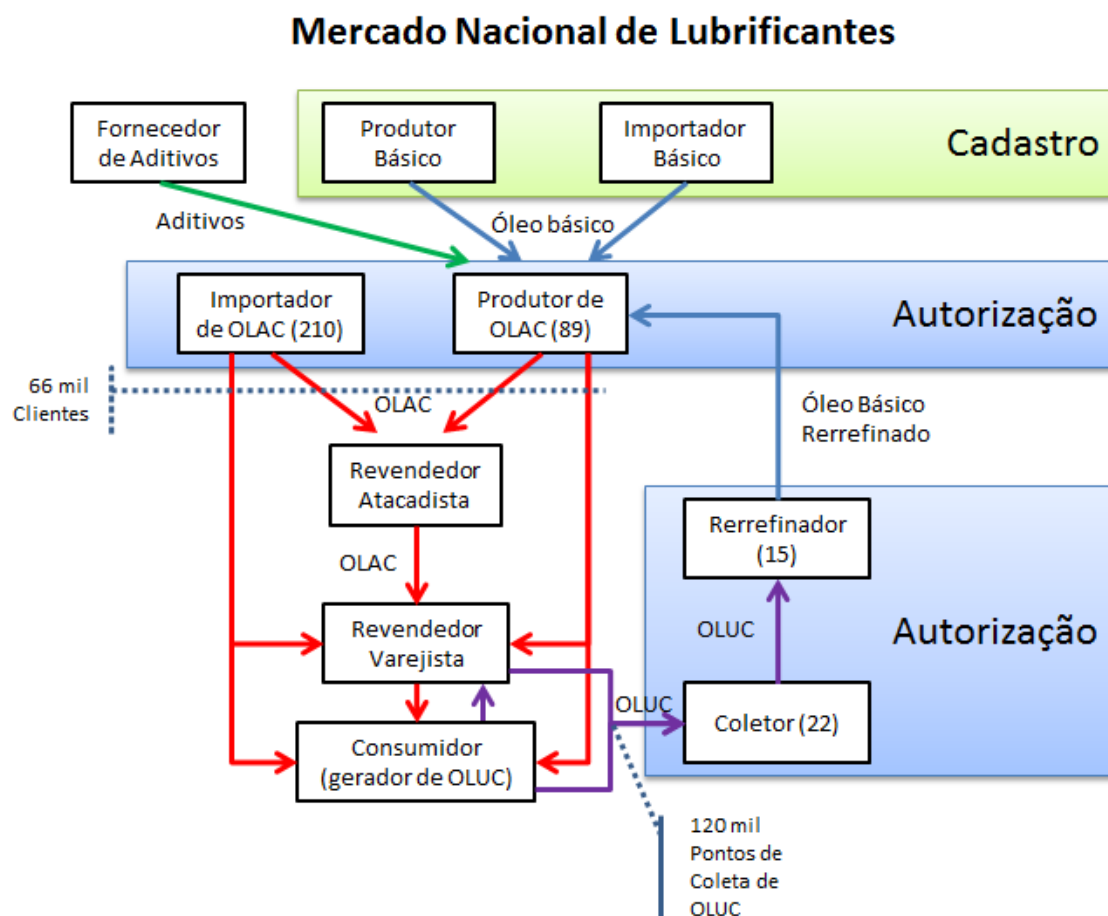 Mercado Nacional de Lubrificantes
Fornecedor
de Aditivos
Produtor
Básico
Importador
Básico
Cadastro
Aditivos
Óleo básico
Importador
de OLAC (210)
Produtor de
OLAC (89)
Autorização
66 mil
Clientes
OLAC
Óleo Básico
Rerrefinado
Revendedor
Atacadista
Rerrefinador
(15)
OLAC
Revendedor
Varejista
OLUC
Autorização
OLUC
Coletor (22)
Consumidor
(gerador de OLUC)
120 mil
Pontos de
Coleta de
OLUC